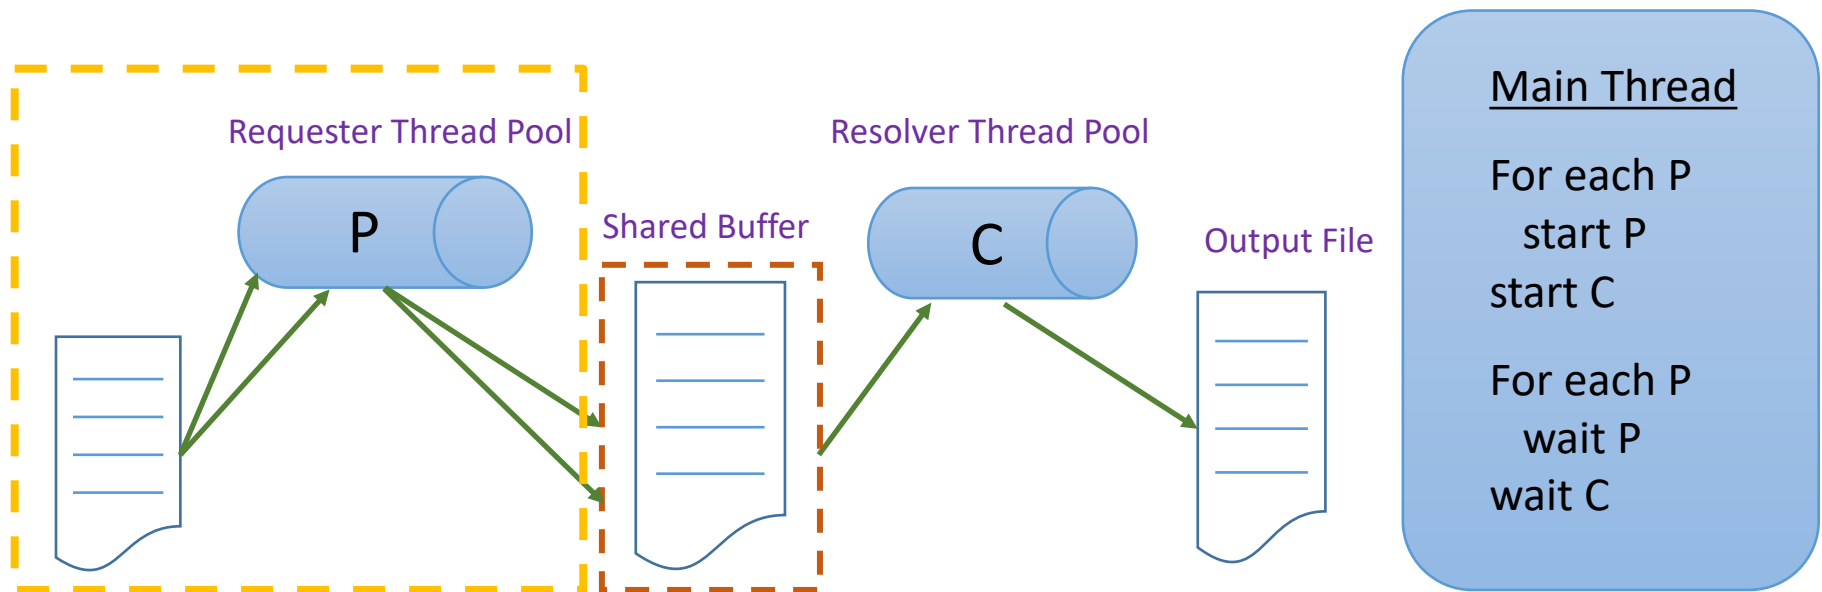 Requester Thread Pool
P
Shared Buffer
Resolver Thread Pool
C
Output File
Main Thread
For each P
start P
start C
For each P
wait P
wait C